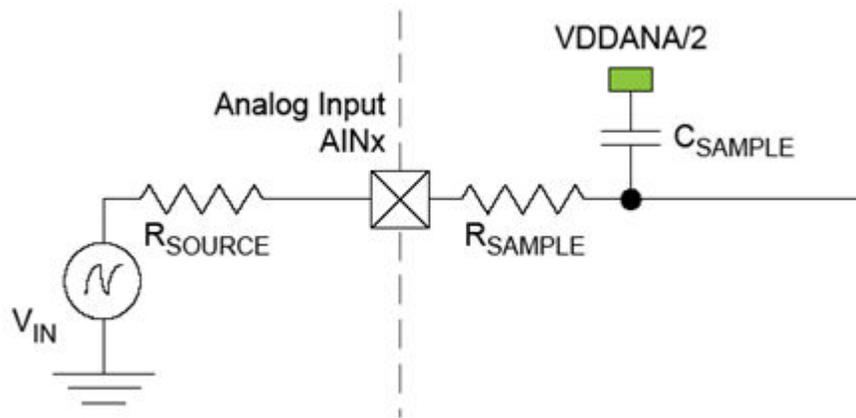 VDDANA/2
Analog Input
AINx
CSAMPLE
RSOURCE
RSAMPLE
VIN